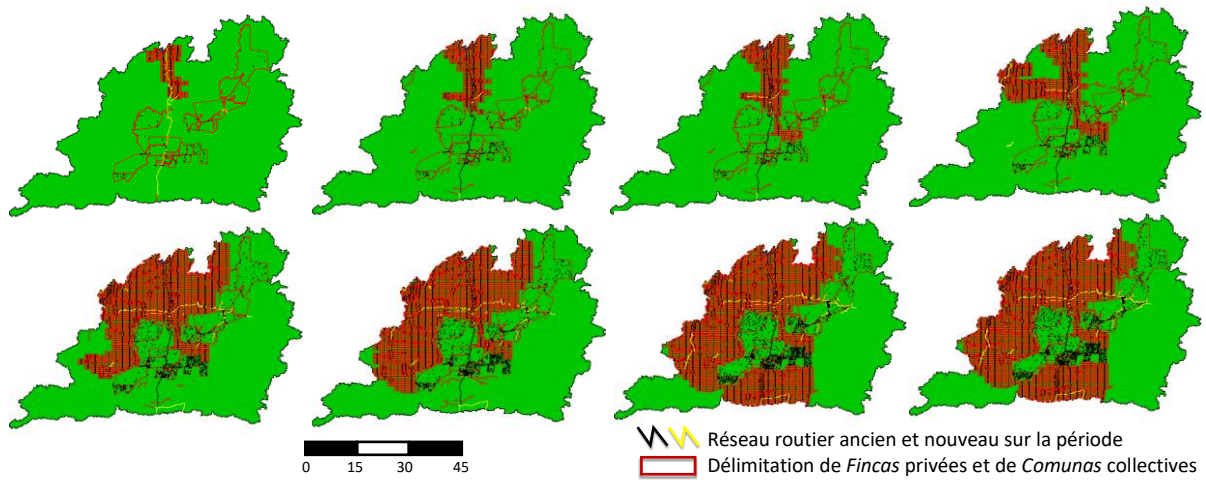 0 15 30 45
Réseau routier ancien et nouveau sur la période
Délimitation de Fincas privées et de Comunas collectives